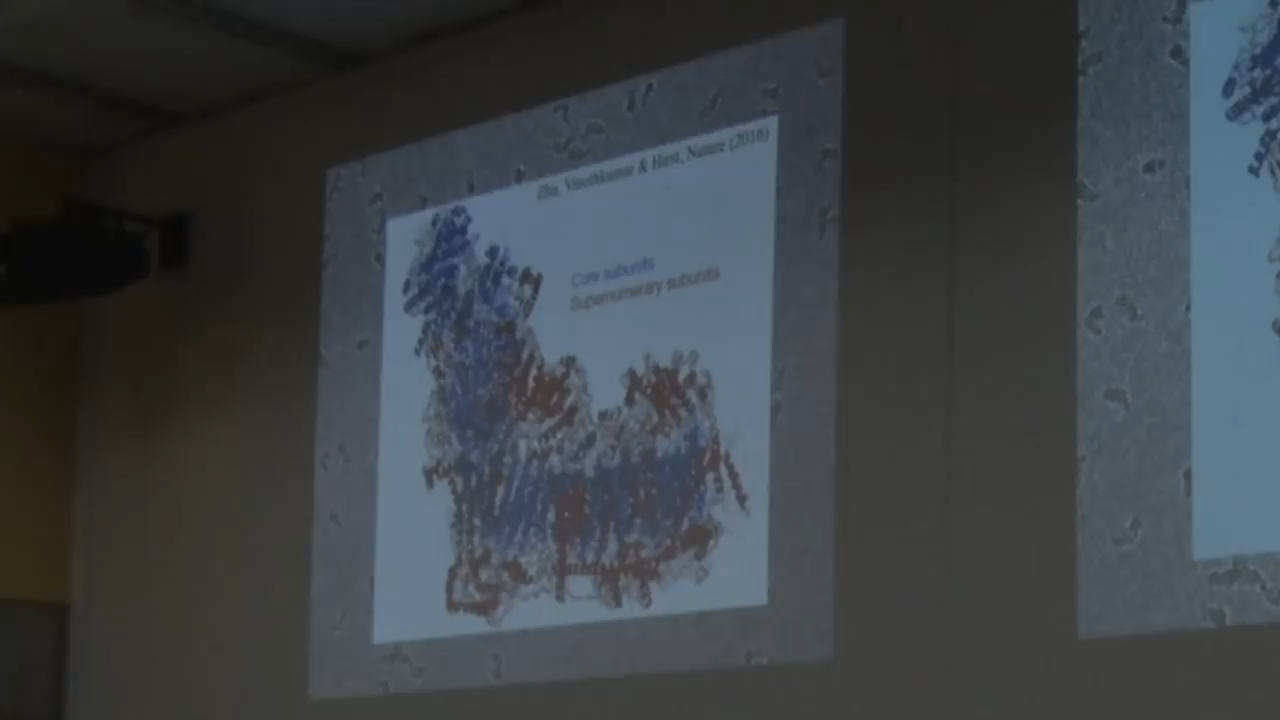 Zhu, Vinothkumar & Hirst, Nature (2016)
Core subunits
Supernumerary subunits